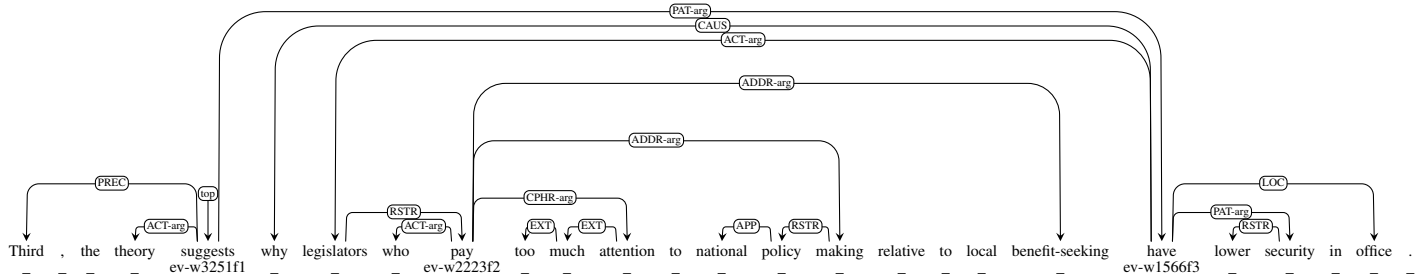 PAT-arg
CAUS
ACT-arg
ADDR-arg
ADDR-arg
PREC top CPHR-arg LOC
RSTR PAT-arg
ACT-arg ACT-arg EXT EXT APP RSTR RSTR
Third , the theory suggests why legislators who pay too much attention to national policy making relative to local benefit-seeking have lower security in office .
_ _ _ _ ev-w3251f1 _ _ _ ev-w2223f2 _ _ _ _ _ _ _ _ _ _ _ ev-w1566f3 _ _ _ _ _